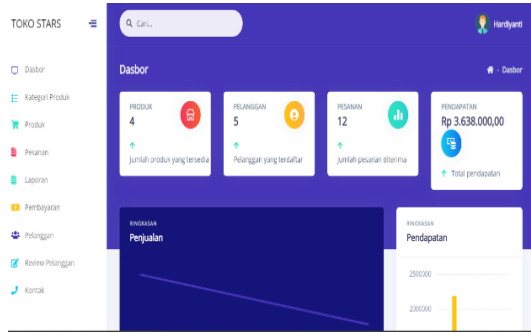 TOKO STARS
Cari...
Hardiyanti
Dasbor
Kategori Produk
Produk
Pesanan
Laporan
Pembayaran
Pelanggan
Review Pelanggan
Kontak
Dasbor
- Dasbor
PRODUK
4
Jumlah produk yang tersedia
PELANGGAN
5
Pelanggan yang terdaftar
PESANAN
12
Jumlah pesanan diterima
PENDAPATAN
Rp 3.638.000,00
Total pendapatan
RINGKASAN
Penjualan
RINGKASAN
Pendapatan
2500000
2000000